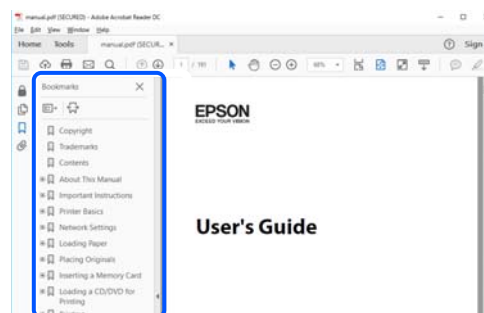 manual.pdf (SECURED) - Adobe Acrobat Reader DC
File Edit View Window Help
Home Tools manual.pdf (SECUR... × Sign
1 /
Bookmarks
Copyright
Trademarks
Contents
About This Manual
Important Instructions
Printer Basics
Network Settings
Loading Paper
Placing Originals
Inserting a Memory Card
Loading a CD/DVD for
Printing
EPSON
EXCEED YOUR VISION
User's Guide